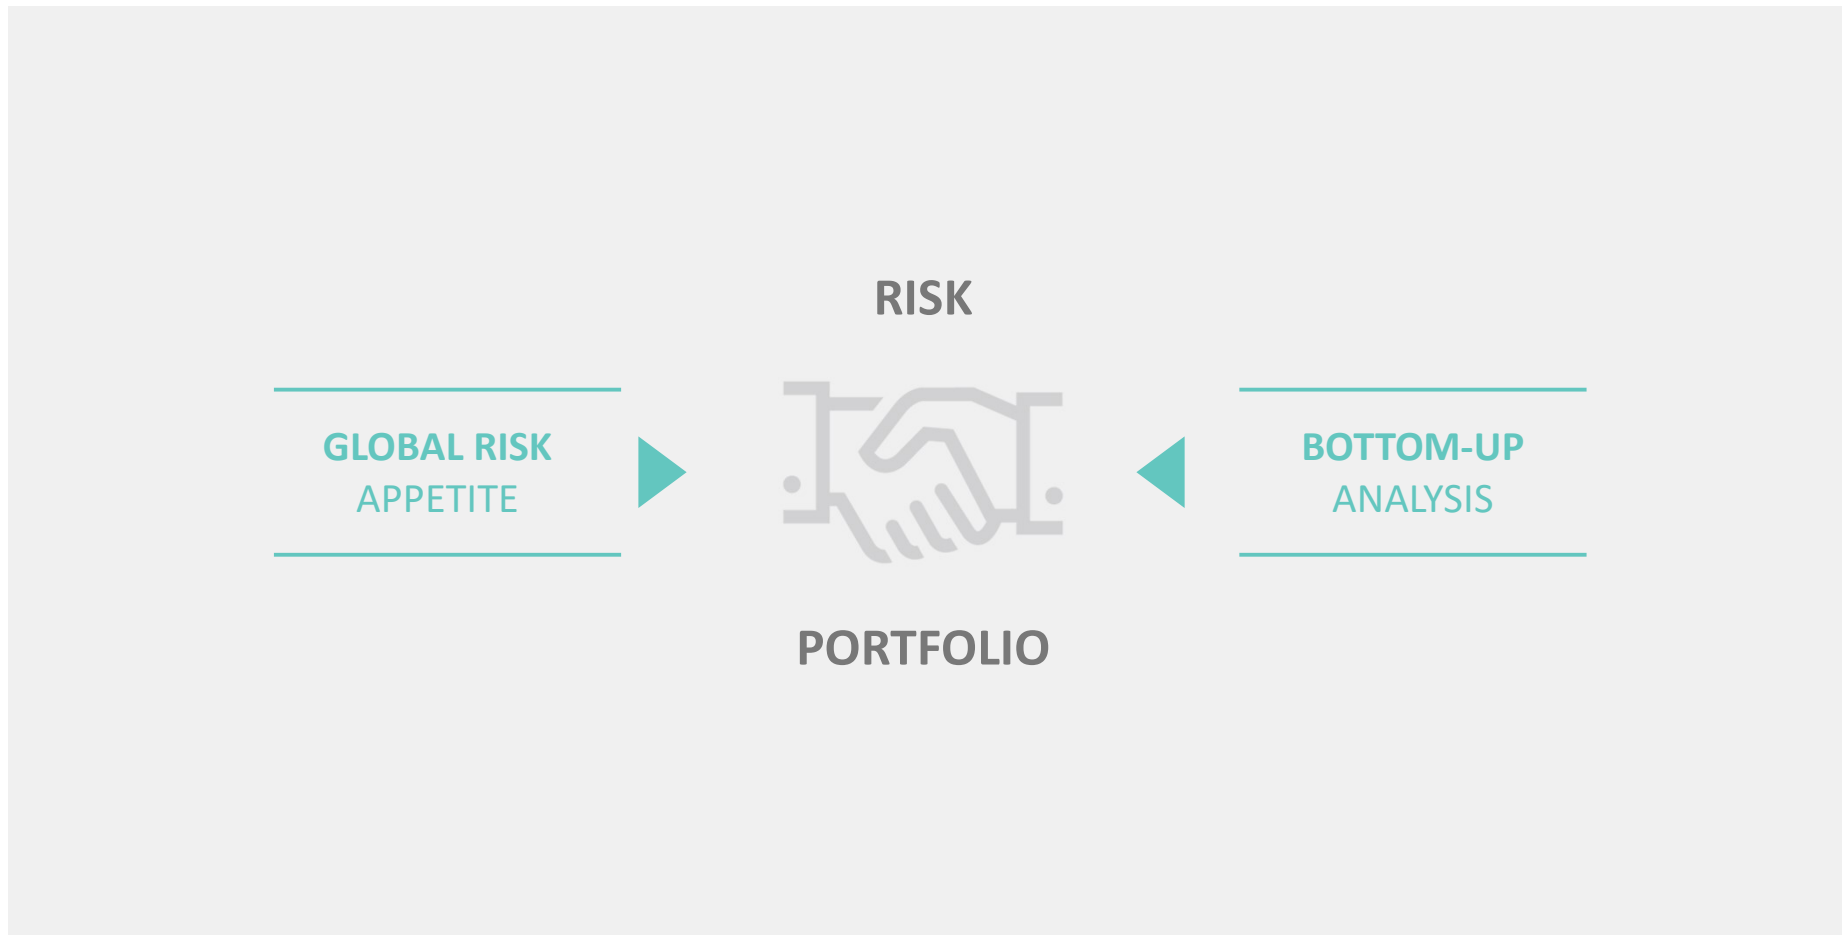 RISK
GLOBAL RISK
APPETITE
BOTTOM-UP
ANALYSIS
PORTFOLIO